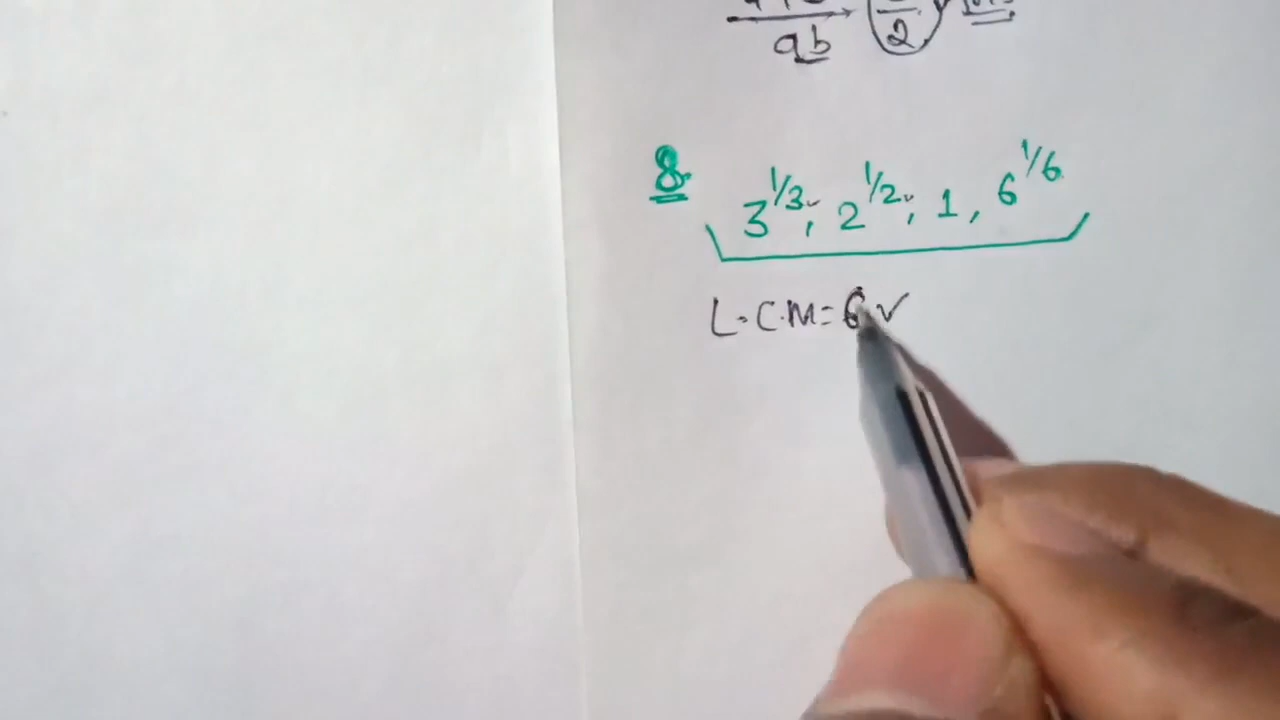 ab 2
8. 3^{1/3}, 2^{1/2}, 1, 6^{1/6}
L.C.M = 6 ✓